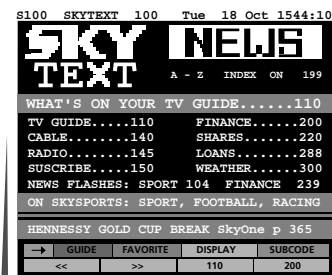 S100 SKYTEXT 100 Tue 18 Oct 1544:10
SKY NEWS
TEXT A - Z INDEX ON 199
WHAT'S ON YOUR TV GUIDE......110
TV GUIDE.....110 FINANCE......200
CABLE........140 SHARES.......220
RADIO........145 LOANS........288
SUSCRIBE.....150 WEATHER......300
NEWS FLASHES: SPORT 104 FINANCE 239
ON SKYSPORTS: SPORT, FOOTBALL, RACING
HENNESSY GOLD CUP BREAK SkyOne p 365
→ GUIDE FAVORITE DISPLAY SUBCODE
<< >> 110 200